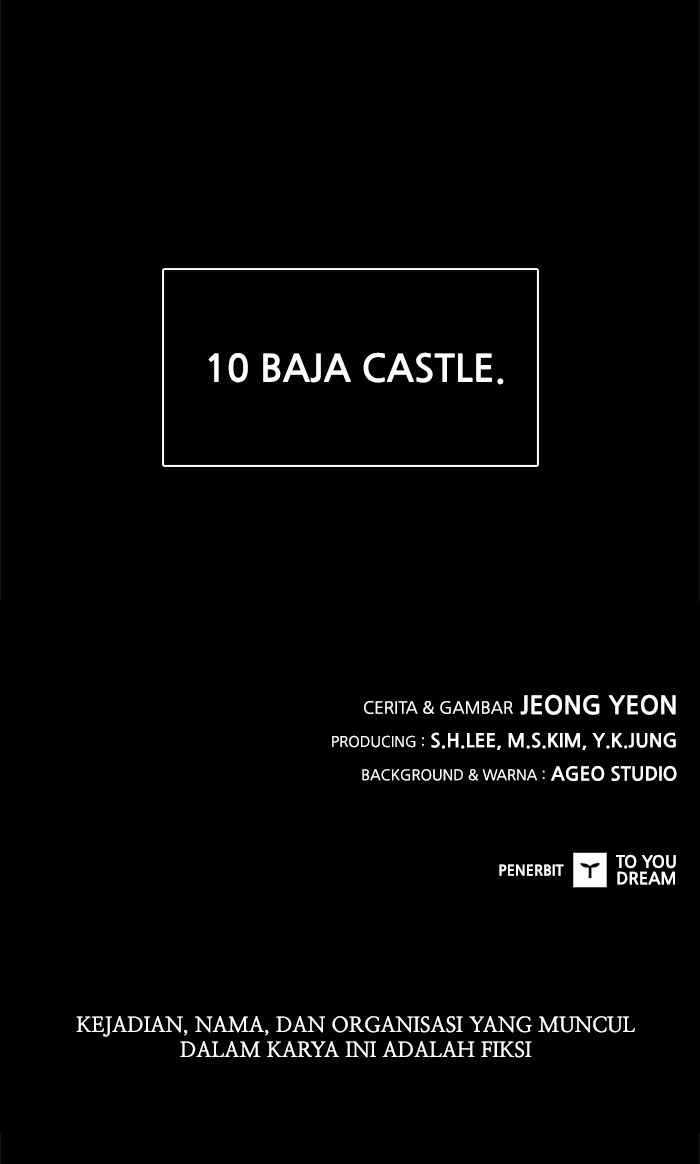 10 BAJA CASTLE.
CERITA & GAMBAR JEONG YEON
PRODUCING : S.H.LEE, M.S.KIM, Y.K.JUNG
BACKGROUND & WARNA : AGEO STUDIO
PENERBIT TO YOU
DREAM
KEJADIAN, NAMA, DAN ORGANISASI YANG MUNCUL
DALAM KARYA INI ADALAH FIKSI